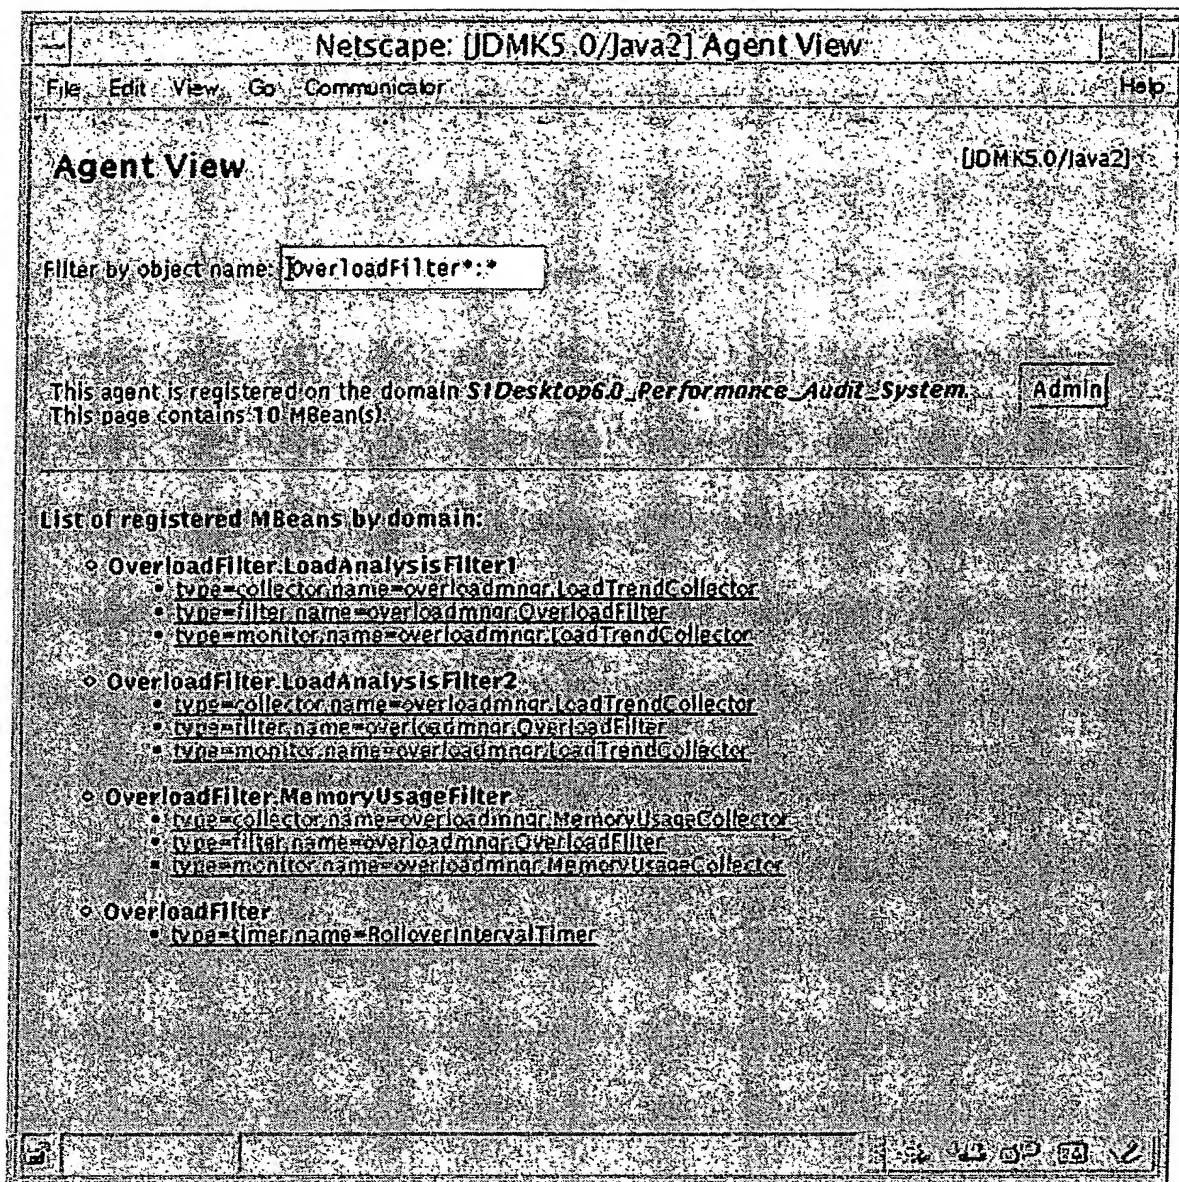 Netscape: [JDMK5.0/Java2] Agent View
File Edit View Go Communicator Help
Agent View
[JDMK5.0/Java2]
Filter by object name: OverloadFilter*:*
This agent is registered on the domain S1Desktop6.0_Performance_Audit_System.
Admin
This page contains 10 MBean(s).
List of registered MBeans by domain:
OverloadFilter.LoadAnalysisFilter1
type=collector,name=overloadmngr.LoadTrendCollector
type=filter,name=overloadmngr.OverloadFilter
type=monitor,name=overloadmngr.LoadTrendCollector
OverloadFilter.LoadAnalysisFilter2
type=collector,name=overloadmngr.LoadTrendCollector
type=filter,name=overloadmngr.OverloadFilter
type=monitor,name=overloadmngr.LoadTrendCollector
OverloadFilter.MemoryUsageFilter
type=collector,name=overloadmngr.MemoryUsageCollector
type=filter,name=overloadmngr.OverloadFilter
type=monitor,name=overloadmngr.MemoryUsageCollector
OverloadFilter
type=timer,name=RolloverIntervalTimer